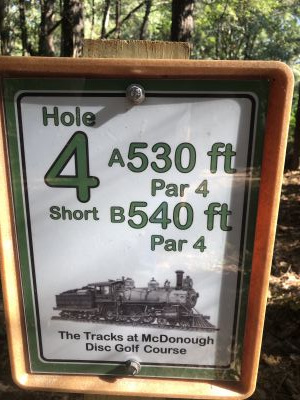 Hole
4
A530 ft
Par 4
Short B540 ft
Par 4
The Tracks at McDonough
Disc Golf Course